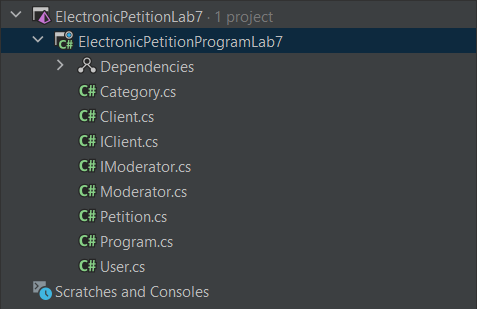 ElectronicPetitionLab7 · 1 project
ElectronicPetitionProgramLab7
Dependencies
C# Category.cs
C# Client.cs
C# IClient.cs
C# IModerator.cs
C# Moderator.cs
C# Petition.cs
C# Program.cs
C# User.cs
Scratches and Consoles